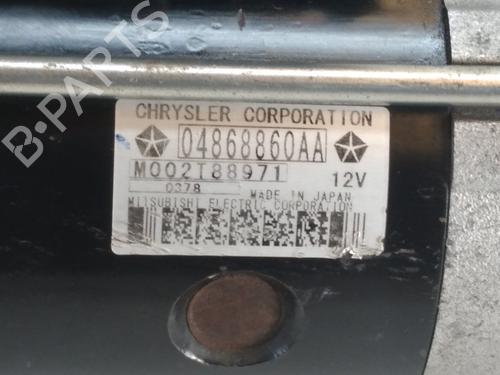 B-PARTS
CHRYSLER CORPORATION
04868860AA
M002T88971
12V
0378
MADE IN JAPAN
MITSUBISHI ELECTRIC CORPORATION